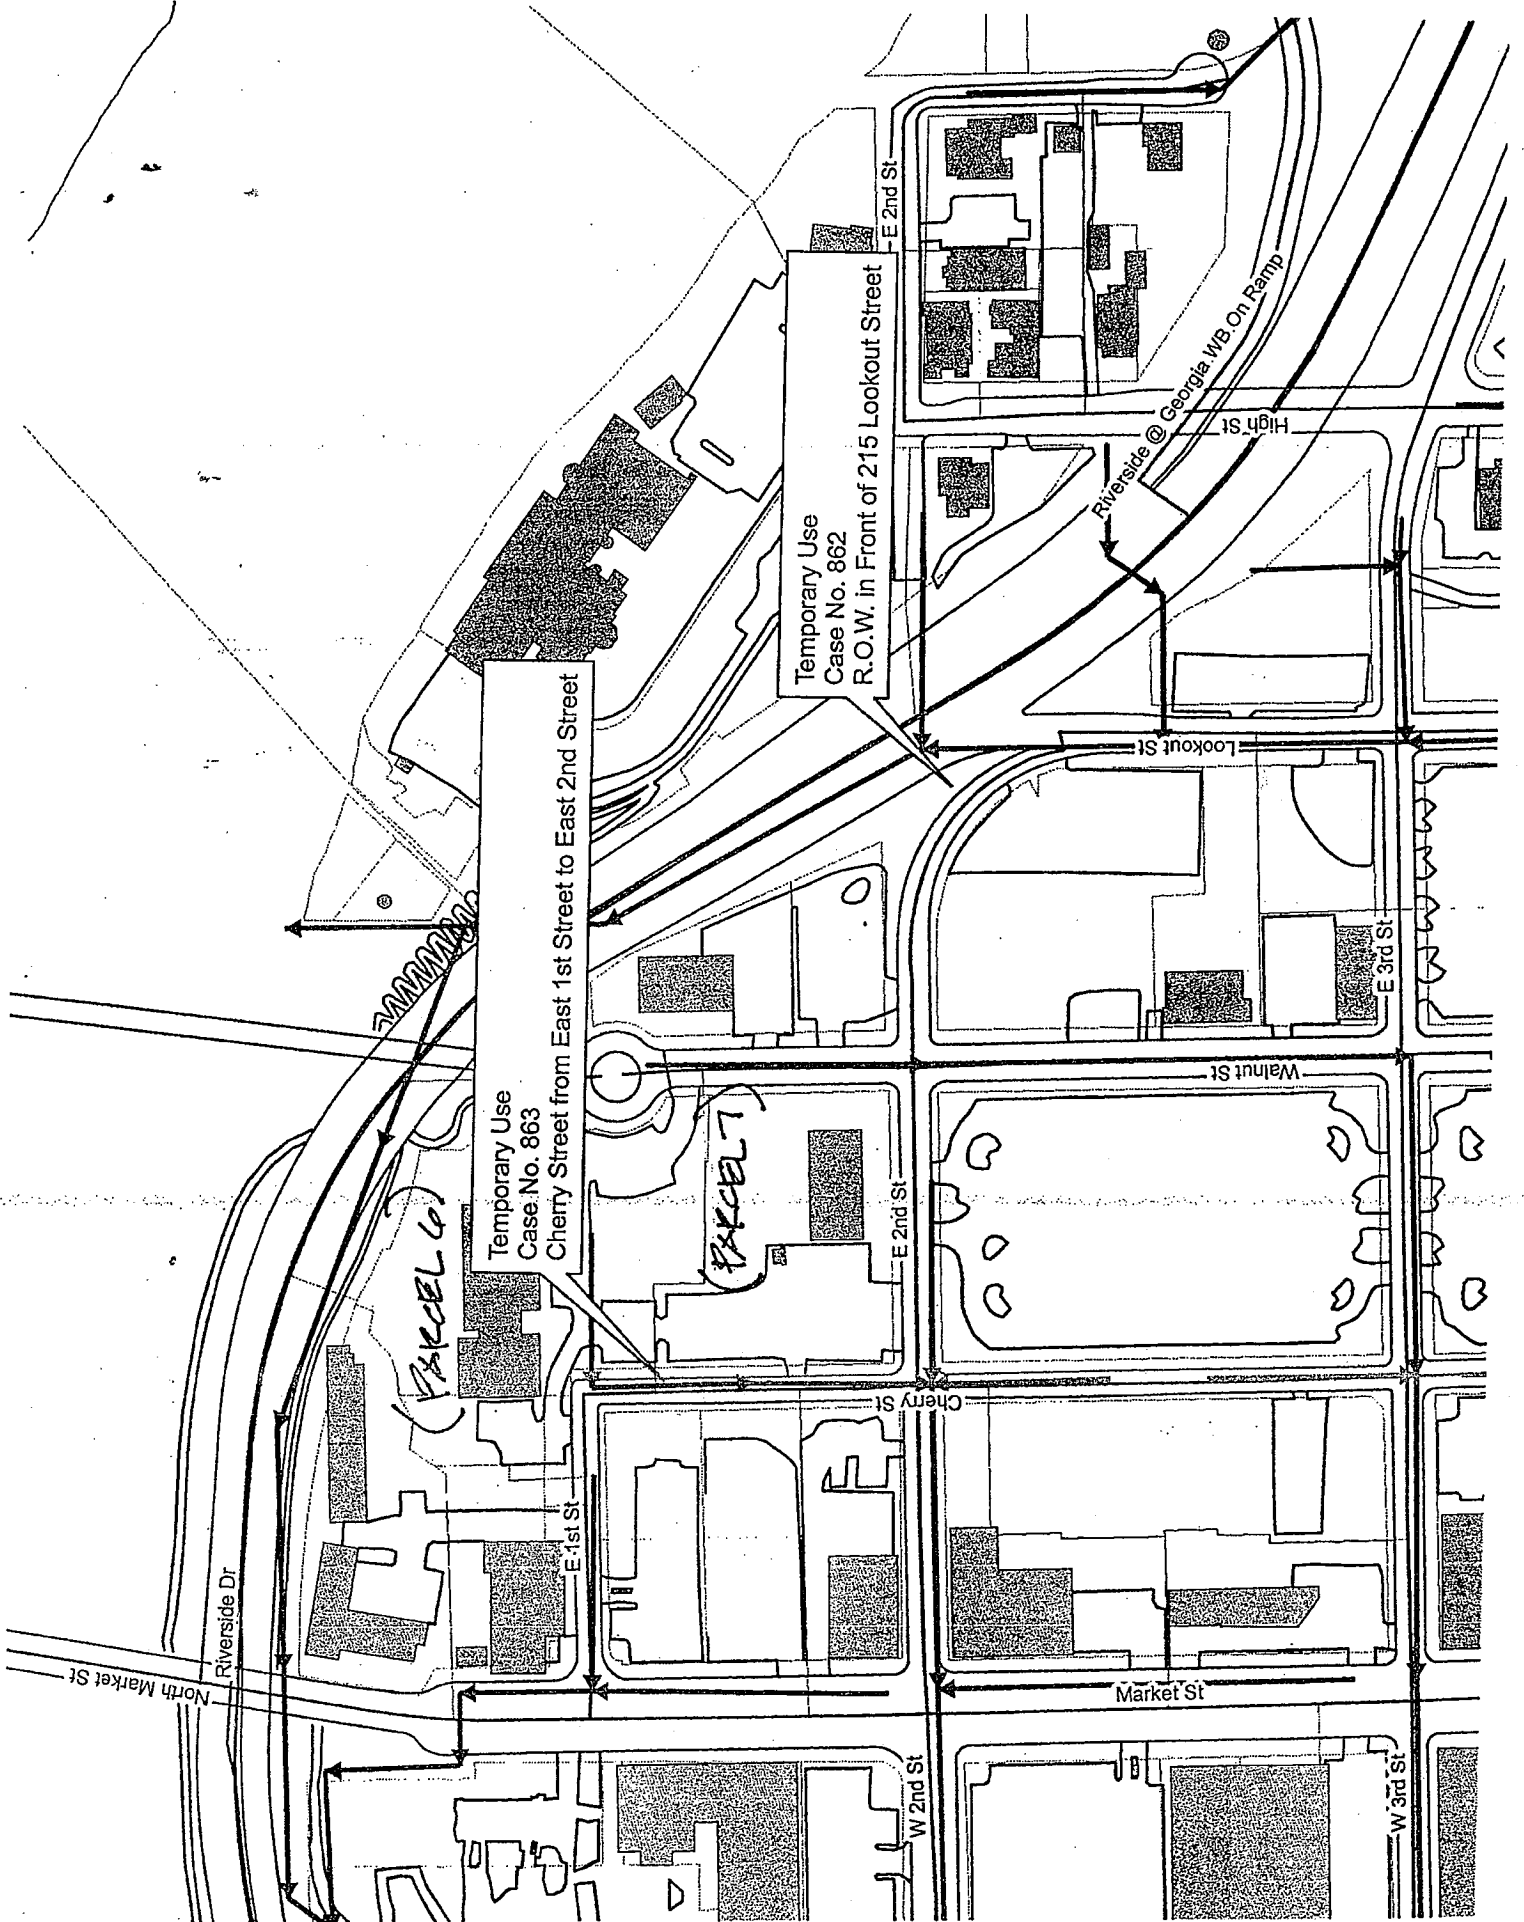 Temporary Use
Case No. 863
Cherry Street from East 1st Street to East 2nd Street
Temporary Use
Case No. 862
R.O.W. in Front of 215 Lookout Street
(PARCEL 6)
(PARCEL 7)
North Market St
Riverside Dr
E 1st St
E 2nd St
E 2nd St
W 2nd St
Cherry St
Market St
Walnut St
Lookout St
High St
Riverside @ Georgia WB On Ramp
E 3rd St
W 3rd St